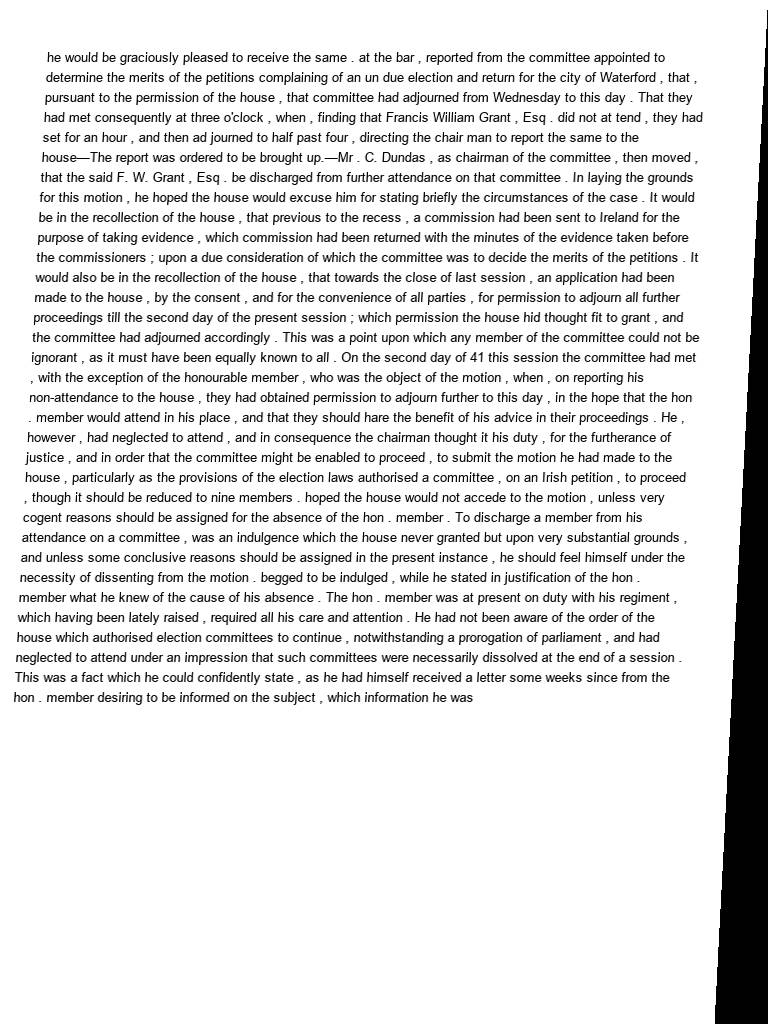 he would be graciously pleased to receive the same . at the bar , reported from the committee appointed to
determine the merits of the petitions complaining of an un due election and return for the city of Waterford , that ,
pursuant to the permission of the house , that committee had adjourned from Wednesday to this day . That they
had met consequently at three o'clock , when , finding that Francis William Grant , Esq . did not at tend , they had
set for an hour , and then ad journed to half past four , directing the chair man to report the same to the
house—The report was ordered to be brought up.—Mr . C. Dundas , as chairman of the committee , then moved ,
that the said F. W. Grant , Esq . be discharged from further attendance on that committee . In laying the grounds
for this motion , he hoped the house would excuse him for stating briefly the circumstances of the case . It would
be in the recollection of the house , that previous to the recess , a commission had been sent to Ireland for the
purpose of taking evidence , which commission had been returned with the minutes of the evidence taken before
the commissioners ; upon a due consideration of which the committee was to decide the merits of the petitions . It
would also be in the recollection of the house , that towards the close of last session , an application had been
made to the house , by the consent , and for the convenience of all parties , for permission to adjourn all further
proceedings till the second day of the present session ; which permission the house hid thought fit to grant , and
the committee had adjourned accordingly . This was a point upon which any member of the committee could not be
ignorant , as it must have been equally known to all . On the second day of 41 this session the committee had met
, with the exception of the honourable member , who was the object of the motion , when , on reporting his
non-attendance to the house , they had obtained permission to adjourn further to this day , in the hope that the hon
. member would attend in his place , and that they should hare the benefit of his advice in their proceedings . He ,
however , had neglected to attend , and in consequence the chairman thought it his duty , for the furtherance of
justice , and in order that the committee might be enabled to proceed , to submit the motion he had made to the
house , particularly as the provisions of the election laws authorised a committee , on an Irish petition , to proceed
, though it should be reduced to nine members . hoped the house would not accede to the motion , unless very
cogent reasons should be assigned for the absence of the hon . member . To discharge a member from his
attendance on a committee , was an indulgence which the house never granted but upon very substantial grounds ,
and unless some conclusive reasons should be assigned in the present instance , he should feel himself under the
necessity of dissenting from the motion . begged to be indulged , while he stated in justification of the hon .
member what he knew of the cause of his absence . The hon . member was at present on duty with his regiment ,
which having been lately raised , required all his care and attention . He had not been aware of the order of the
house which authorised election committees to continue , notwithstanding a prorogation of parliament , and had
neglected to attend under an impression that such committees were necessarily dissolved at the end of a session .
This was a fact which he could confidently state , as he had himself received a letter some weeks since from the
hon . member desiring to be informed on the subject , which information he was